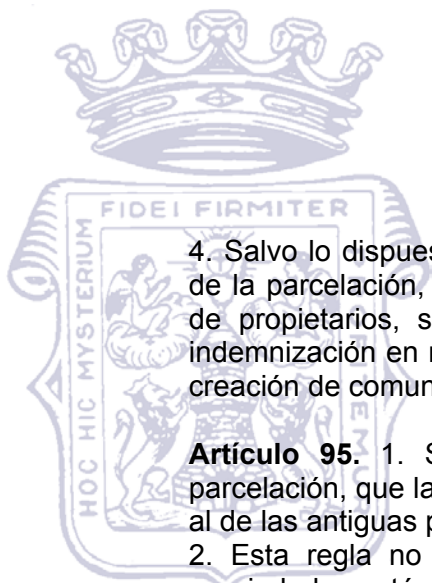 FIDEI FIRMITER
HOC HIC MYSTERIUM
4. Salvo lo dispues
de la parcelación,
de propietarios, s
indemnización en
creación de comun
Artículo 95. 1. S
parcelación, que la
al de las antiguas p
2. Esta regla no